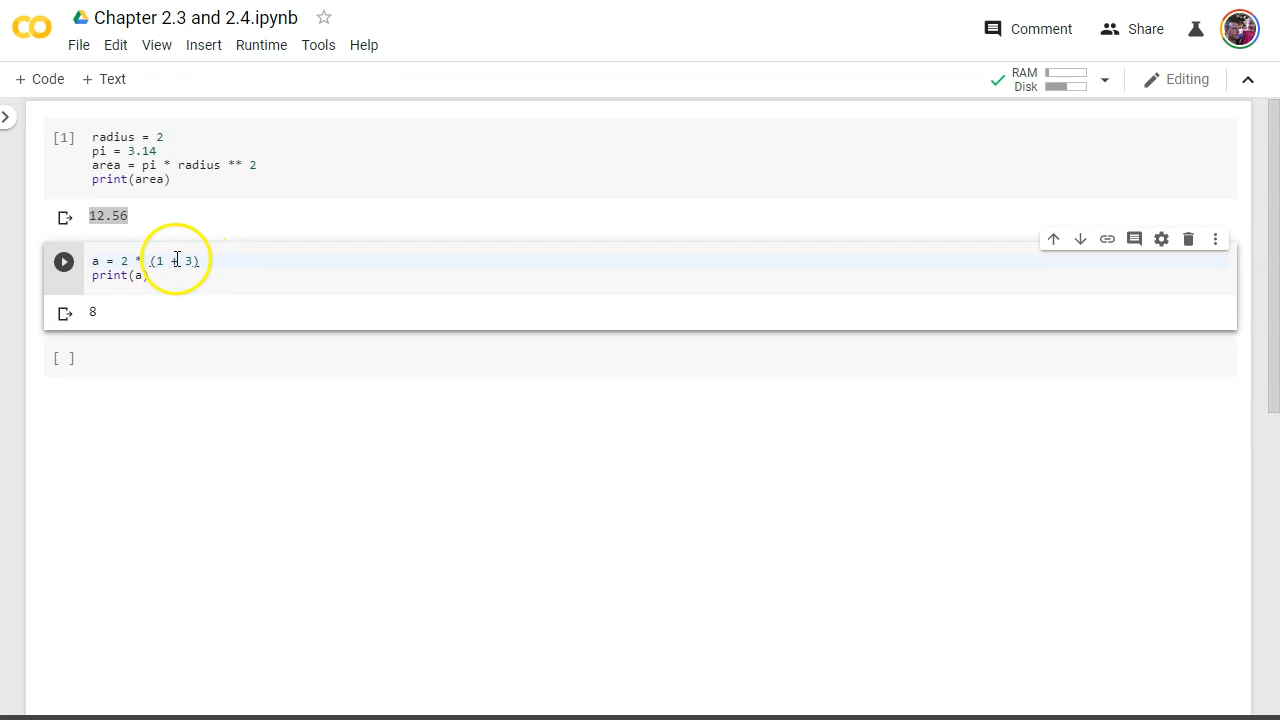 CO Chapter 2.3 and 2.4.ipynb
File Edit View Insert Runtime Tools Help
Comment Share
+ Code + Text
RAM
Disk
Editing
[1] radius = 2
pi = 3.14
area = pi * radius ** 2
print(area)
12.56
a = 2 * (1 + 3)
print(a)
8
[ ]